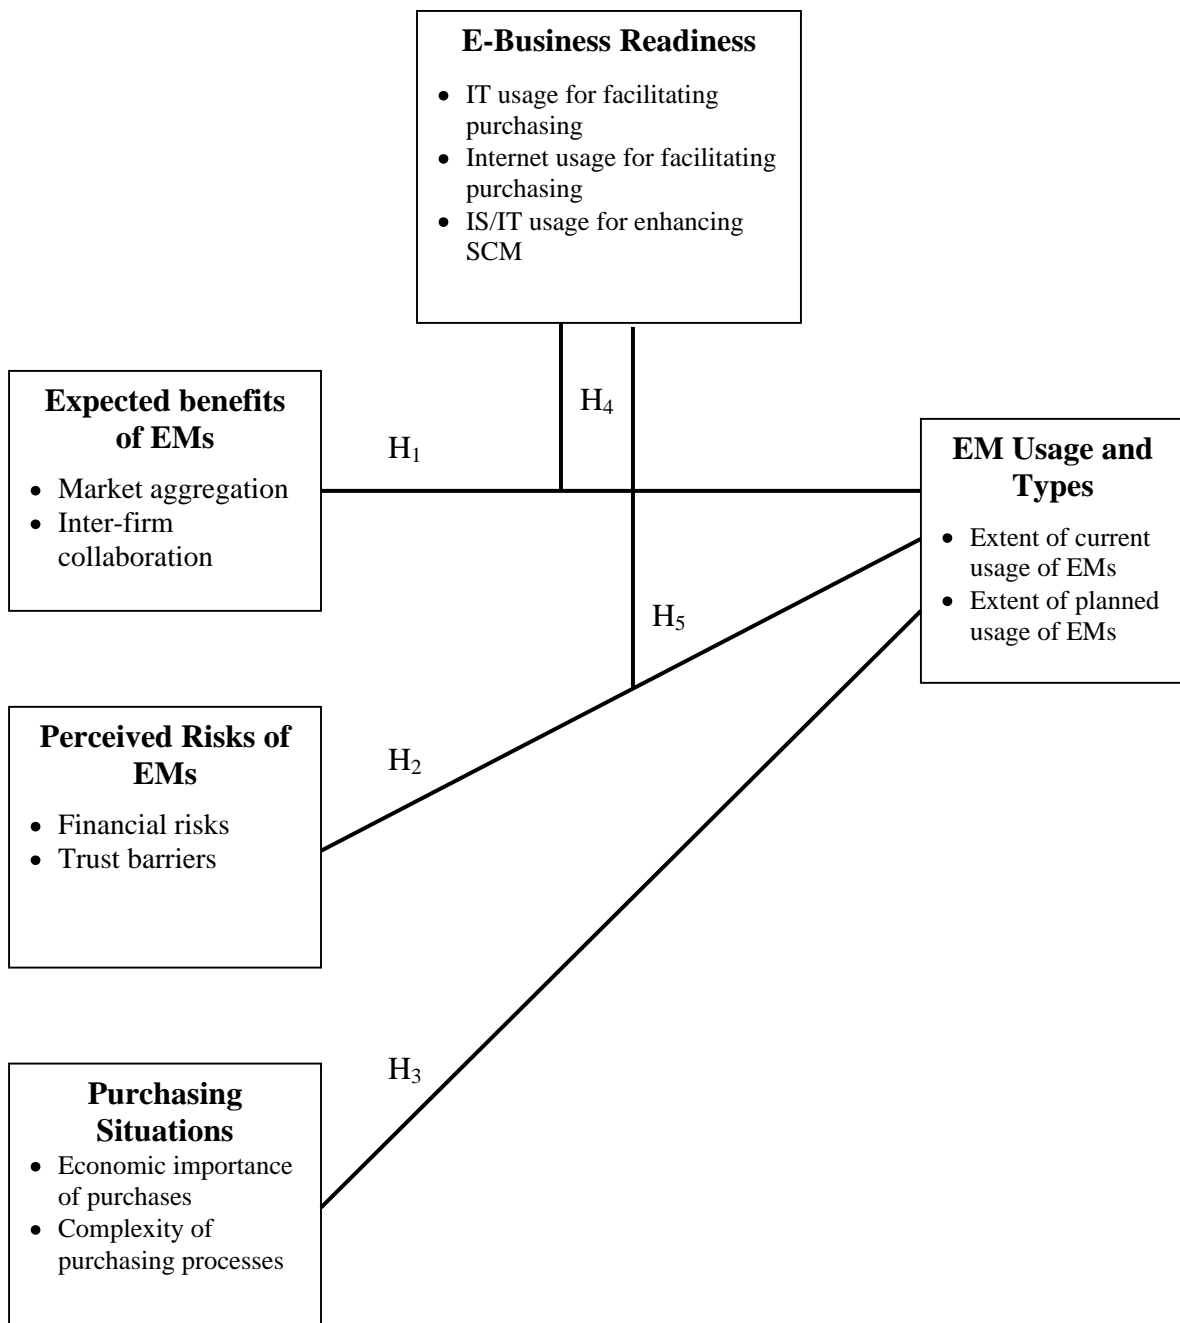 E-Business Readiness
• IT usage for facilitating
purchasing
• Internet usage for facilitating
purchasing
• IS/IT usage for enhancing
SCM
Expected benefits
of EMs
• Market aggregation
• Inter-firm
collaboration
H₁
H₄
EM Usage and
Types
• Extent of current
usage of EMs
• Extent of planned
usage of EMs
H₅
Perceived Risks of
EMs
• Financial risks
• Trust barriers
H₂
Purchasing
Situations
• Economic importance
of purchases
• Complexity of
purchasing processes
H₃